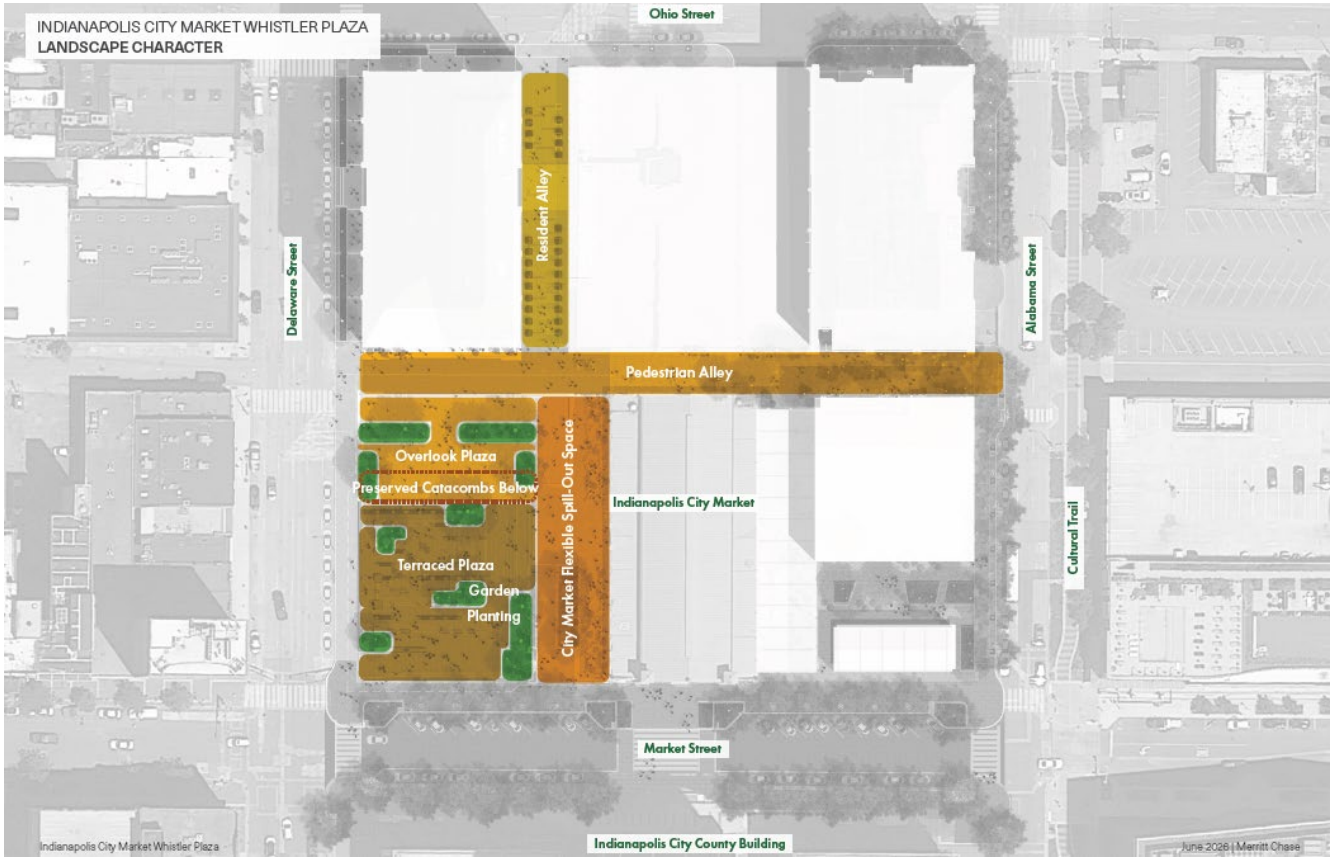 INDIANAPOLIS CITY MARKET WHISTLER PLAZA
LANDSCAPE CHARACTER
Ohio Street
Resident Alley
Delaware Street
Alabama Street
Pedestrian Alley
Overlook Plaza
Preserved Catacombs Below
City Market Flexible Spill-Out Space
Indianapolis City Market
Cultural Trail
Terraced Plaza
Garden
Planting
Market Street
Indianapolis City County Building
Indianapolis City Market Whistler Plaza
June 2026 | Merritt Chase